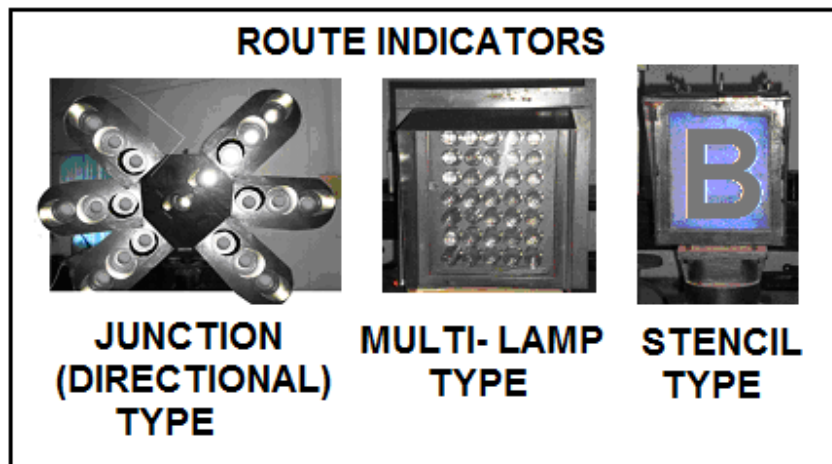 ROUTE INDICATORS
B
JUNCTION
(DIRECTIONAL)
TYPE
MULTI- LAMP
TYPE
STENCIL
TYPE